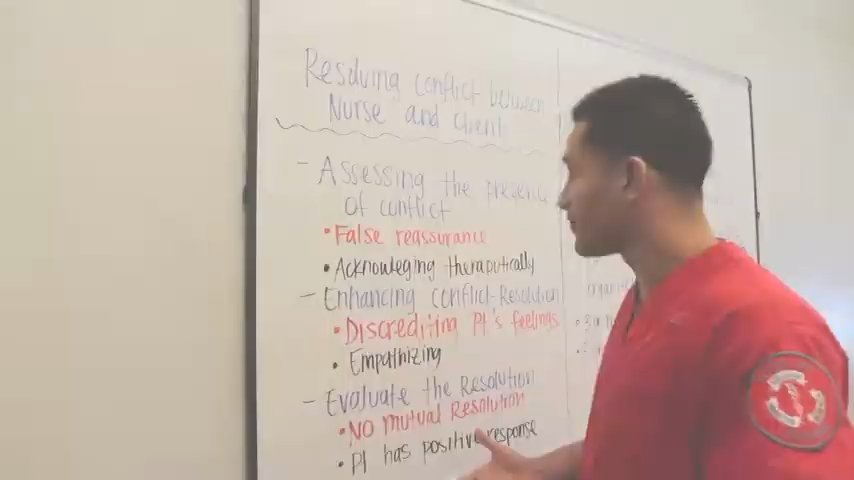 Resolving conflict between
Nurse and Client
- Assessing the presence
of conflict
• False reassurance
• Acknowleging theraputically
- Enhancing conflict-Resolution
• Discrediting Pt's feelings
• Empathizing
- Evaluate the Resolution
• No mutual Resolution
• Pt has positive response